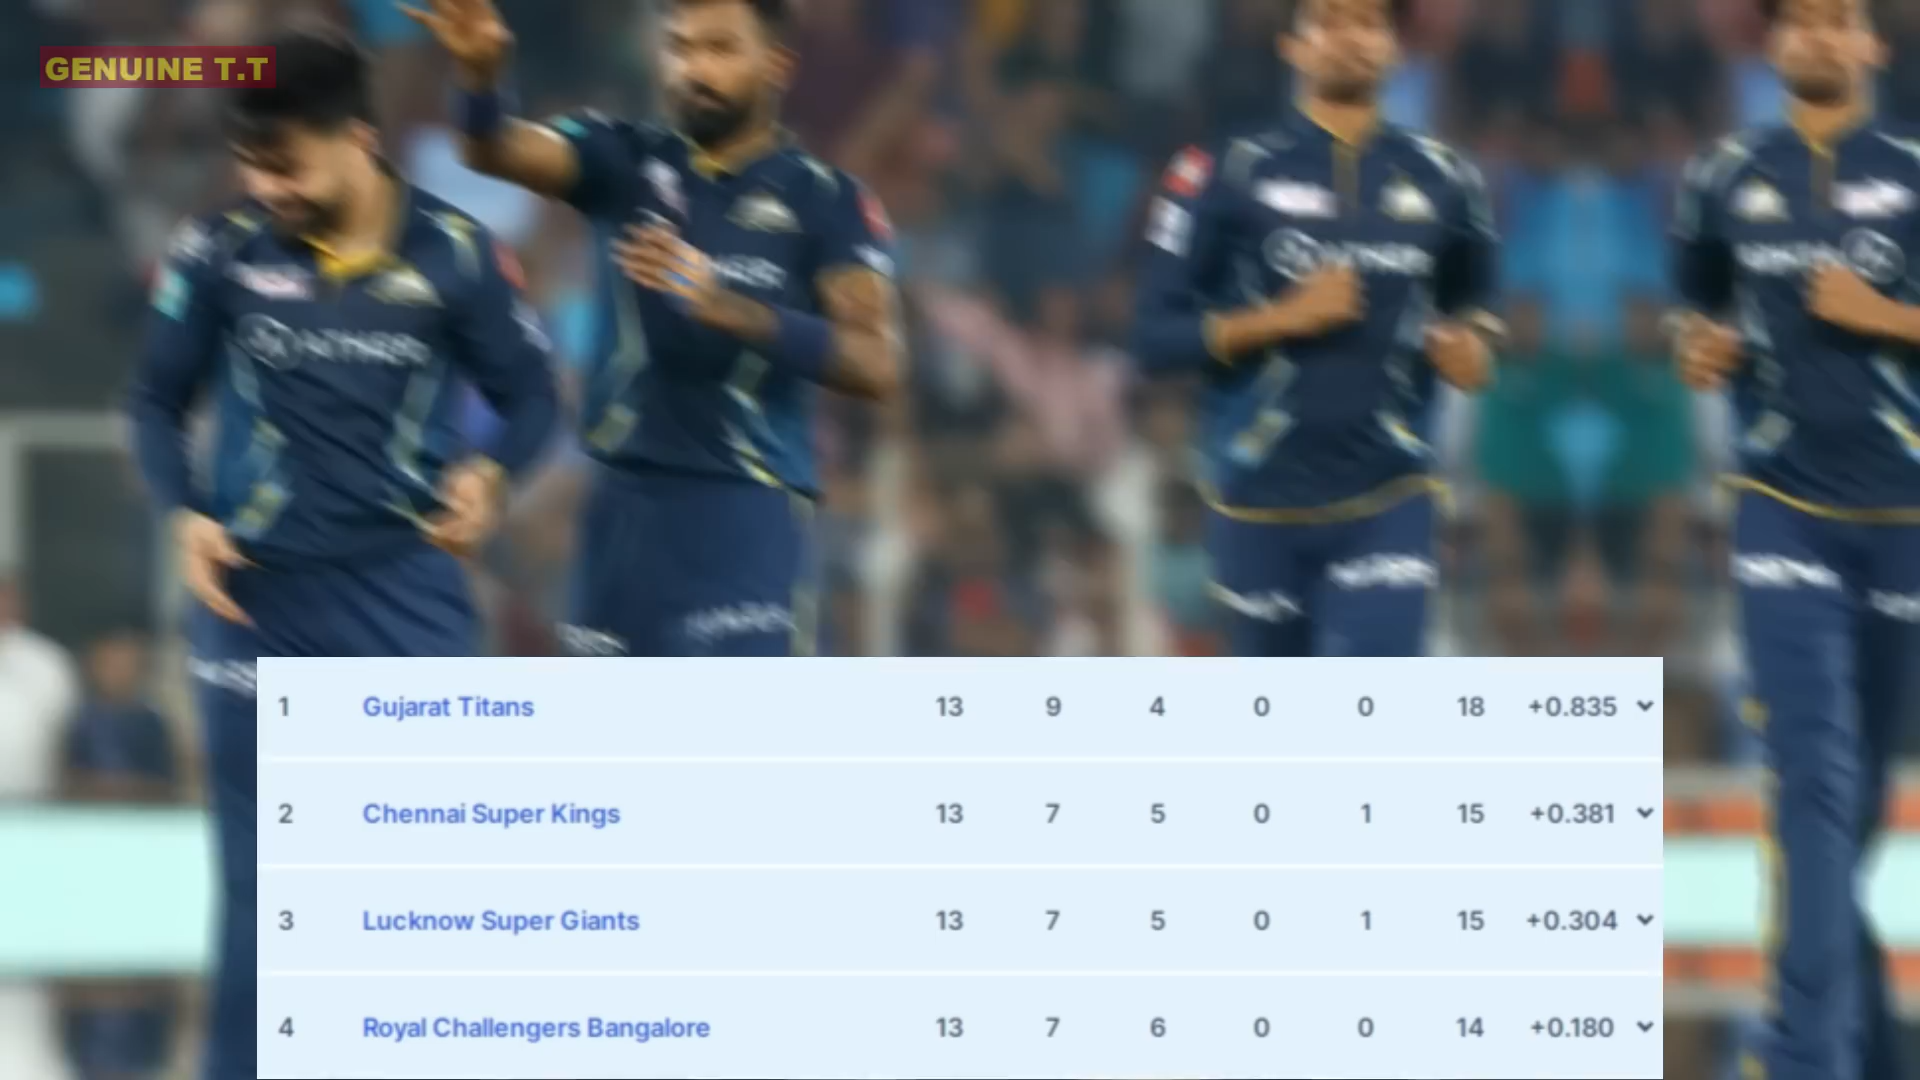 GENUINE T.T
1 Gujarat Titans 13 9 4 0 0 18 +0.835
2 Chennai Super Kings 13 7 5 0 1 15 +0.381
3 Lucknow Super Giants 13 7 5 0 1 15 +0.304
4 Royal Challengers Bangalore 13 7 6 0 0 14 +0.180